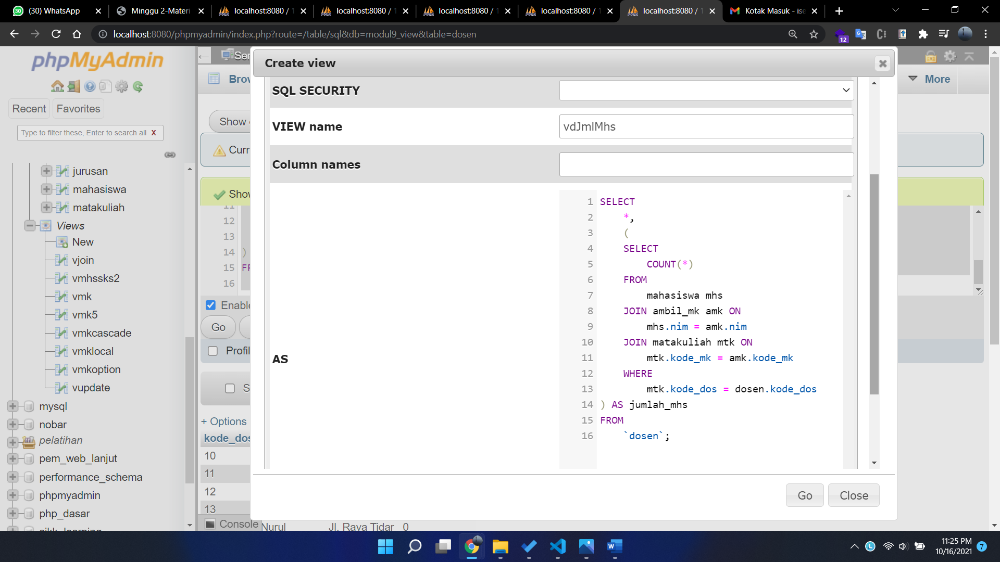 (30) WhatsApp
Minggu 2-Materi
localhost:8080 / 1
localhost:8080 / 1
localhost:8080 / 1
localhost:8080 / 1
localhost:8080 / 1
Kotak Masuk - ise
localhost:8080/phpmyadmin/index.php?route=/table/sql&db=modul9_view&table=dosen
12
phpMyAdmin
Recent
Favorites
Type to filter these, Enter to search all
X
jurusan
mahasiswa
matakuliah
Views
New
vjoin
vmhssks2
vmk
vmk5
vmkcascade
vmklocal
vmkoption
vupdate
mysql
nobar
pelatihan
pem_web_lanjut
performance_schema
phpmyadmin
php_dasar
Ser
Brow
More
Show
Curr
Show
11
12
13
14 )
15 FR
16
Enable
Go
Profil
S
+ Options
kode_dos
10
11
12
13
Console
Nurul
Jl. Raya Tidar
0
Create view
SQL SECURITY
VIEW name
vdJmlMhs
Column names
AS
1 SELECT
2 *,
3 (
4 SELECT
5 COUNT(*)
6 FROM
7 mahasiswa mhs
8 JOIN ambil_mk amk ON
9 mhs.nim = amk.nim
10 JOIN matakuliah mtk ON
11 mtk.kode_mk = amk.kode_mk
12 WHERE
13 mtk.kode_dos = dosen.kode_dos
14 ) AS jumlah_mhs
15 FROM
16 `dosen`;
Go
Close
11:25 PM
10/16/2021
7